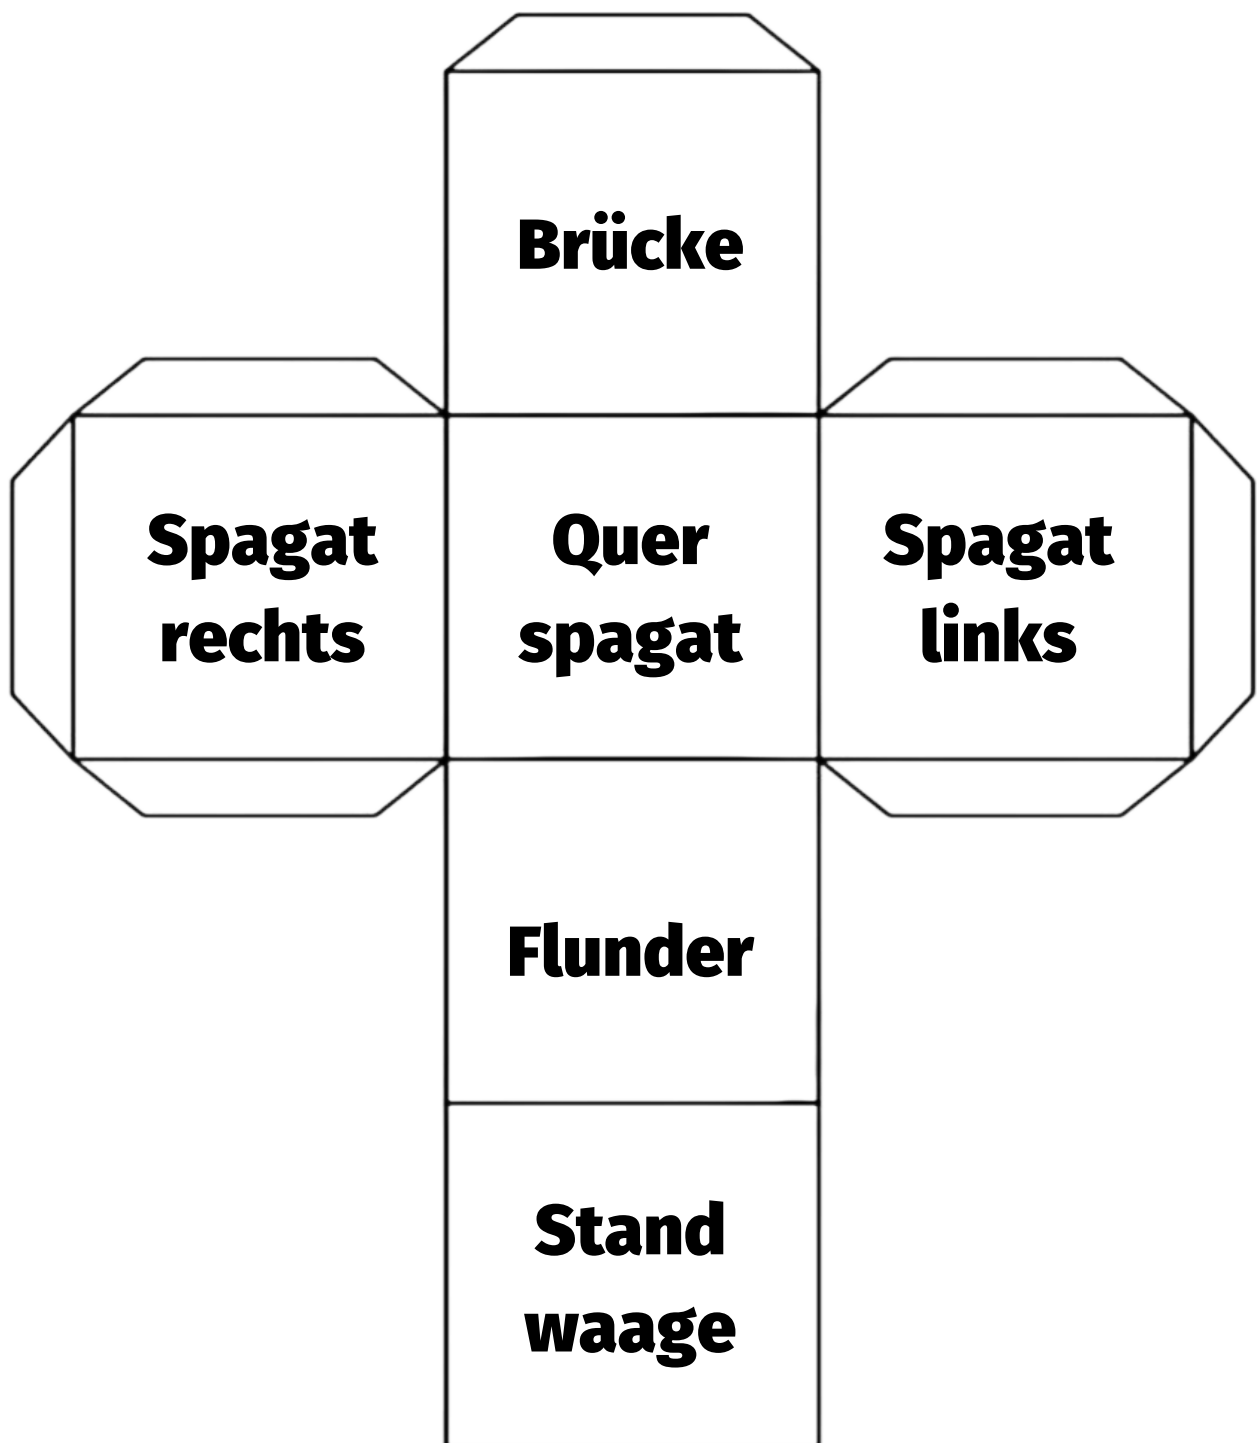 Brücke
Spagat
rechts
Quer
spagat
Spagat
links
Flunder
Stand
waage